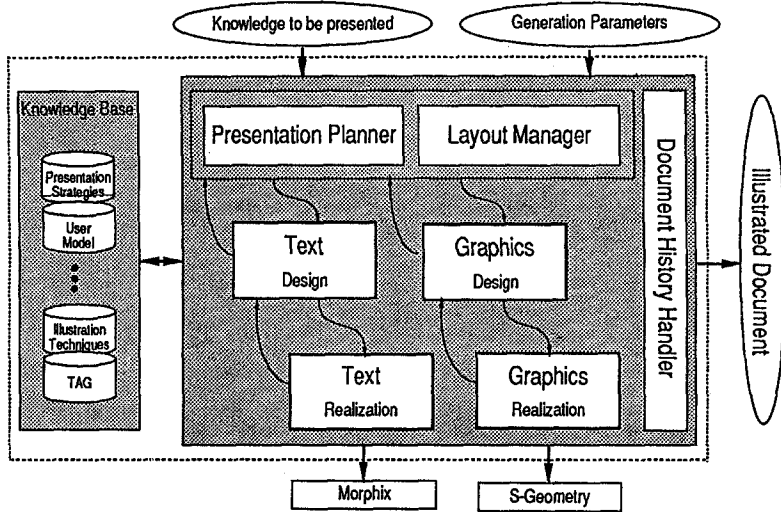 Knowledge to be presented
Generation Parameters
Knowledge Base
Presentation
Strategies
User
Model
Illustration
Techniques
TAG
Presentation Planner
Layout Manager
Text
Design
Graphics
Design
Text
Realization
Graphics
Realization
Document History Handler
Illustrated Document
Morphix
S-Geometry